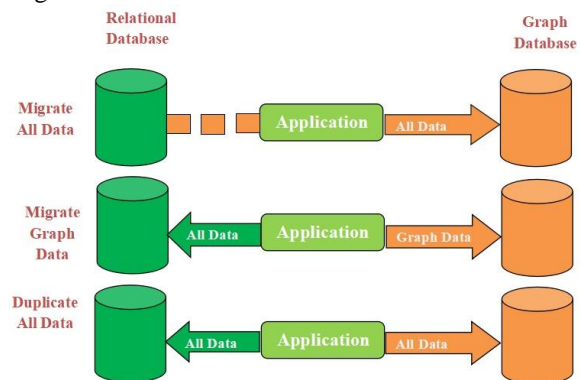 Relational
Database
Graph
Database
Migrate
All Data
Application
All Data
Migrate
Graph
Data
All Data
Application
Graph Data
Duplicate
All Data
All Data
Application
All Data